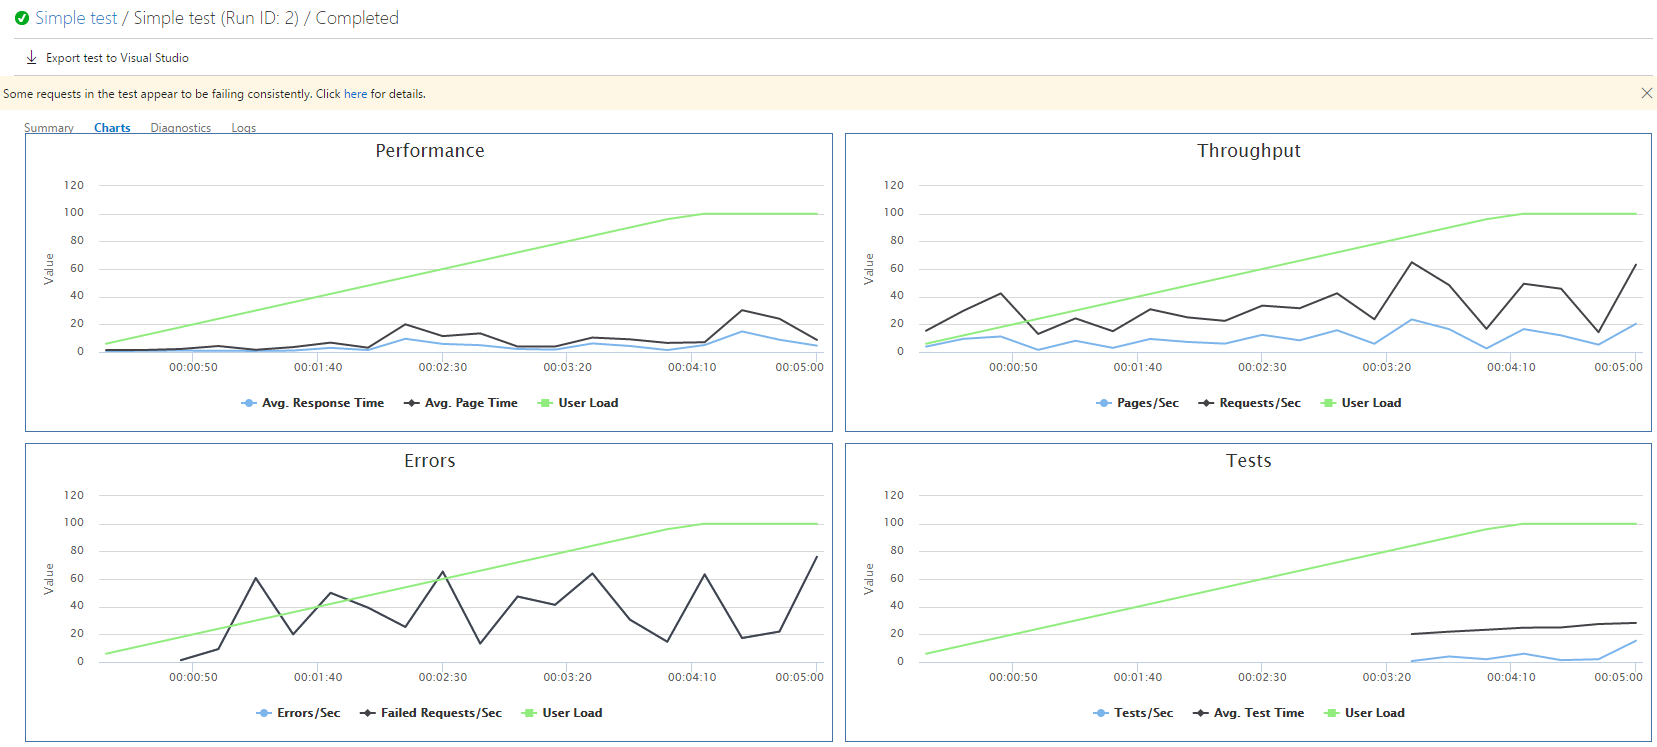 Simple test / Simple test (Run ID: 2) / Completed
Export test to Visual Studio
Some requests in the test appear to be failing consistently. Click here for details.
Summary Charts Diagnostics Logs
Performance
120
100
80
60
40
20
0
Value
00:00:50 00:01:40 00:02:30 00:03:20 00:04:10 00:05:00
Avg. Response Time Avg. Page Time User Load
Throughput
120
100
80
60
40
20
0
Value
00:00:50 00:01:40 00:02:30 00:03:20 00:04:10 00:05:00
Pages/Sec Requests/Sec User Load
Errors
120
100
80
60
40
20
0
Value
00:00:50 00:01:40 00:02:30 00:03:20 00:04:10 00:05:00
Errors/Sec Failed Requests/Sec User Load
Tests
120
100
80
60
40
20
0
Value
00:00:50 00:01:40 00:02:30 00:03:20 00:04:10 00:05:00
Tests/Sec Avg. Test Time User Load